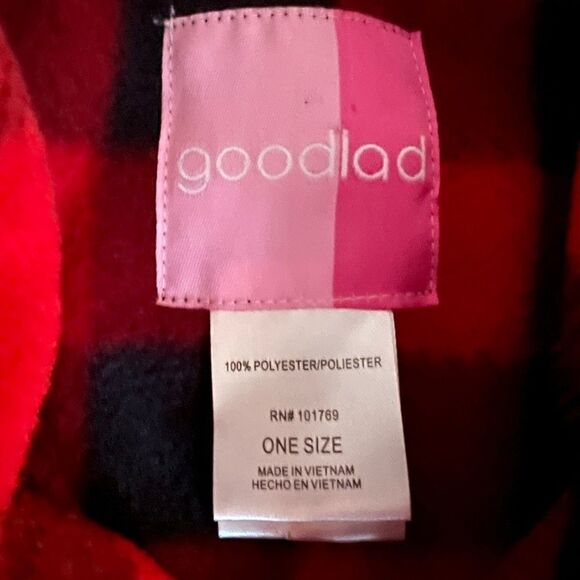 goodlad
100% POLYESTER/POLIESTER
RN# 101769
ONE SIZE
MADE IN VIETNAM
HECHO EN VIETNAM